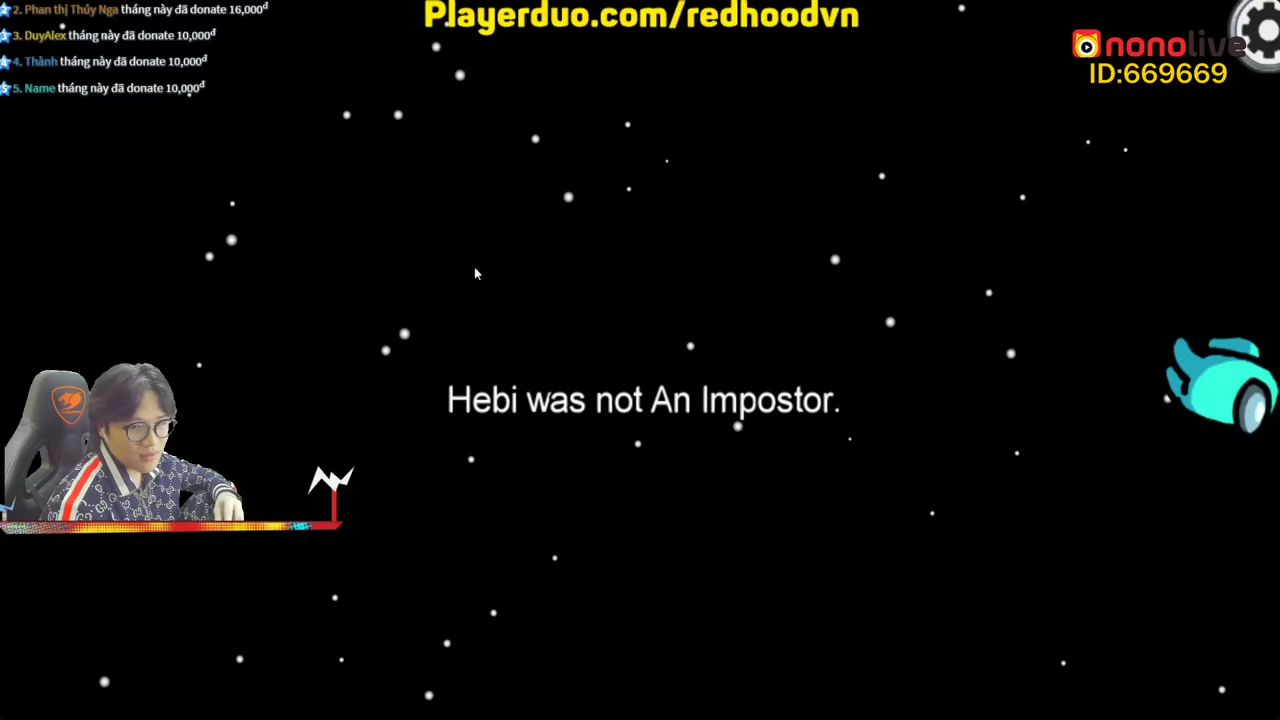 2. Phan thị Thúy Nga tháng này đã donate 16,000đ
3. DuyAlex tháng này đã donate 10,000đ
4. Thành tháng này đã donate 10,000đ
5. Name tháng này đã donate 10,000đ
Playerduo.com/redhoodvn
nonolive
ID:669669
Hebi was not An Impostor.